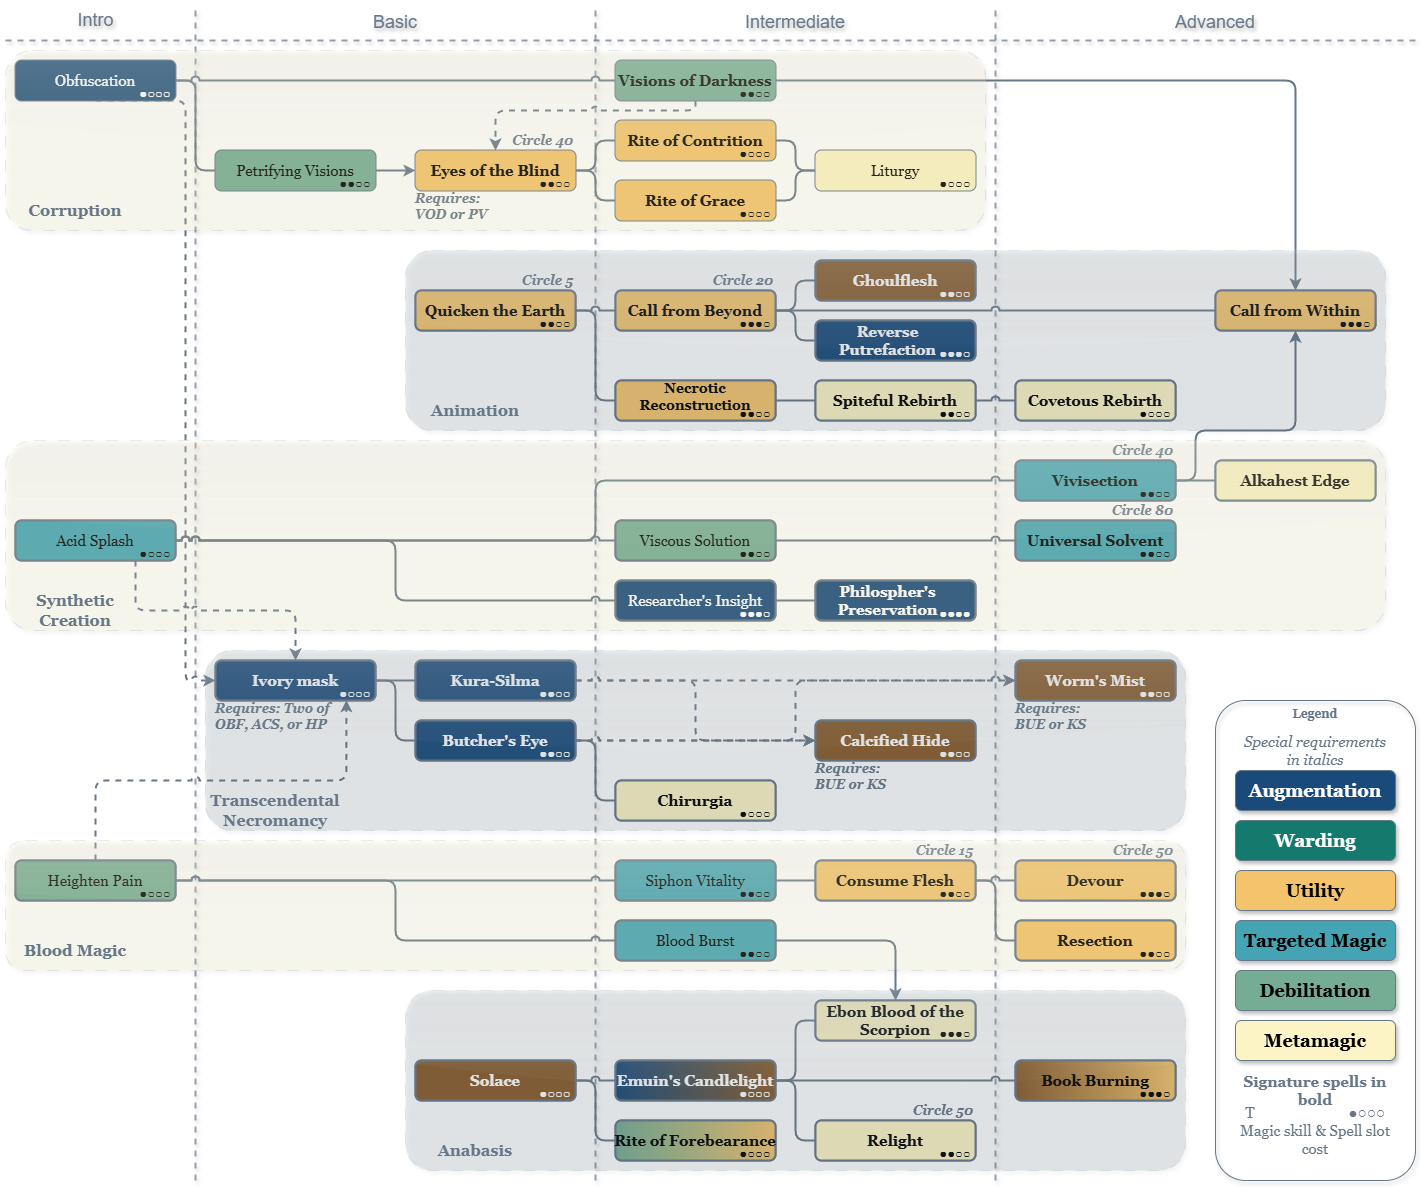 Intro
Basic
Intermediate
Advanced
Obfuscation
Visions of Darkness
Circle 40
Rite of Contrition
Petrifying Visions
Eyes of the Blind
Liturgy
Requires:
VOD or PV
Rite of Grace
Corruption
Circle 5
Circle 20
Ghoulflesh
Quicken the Earth
Call from Beyond
Call from Within
Reverse
Putrefaction
Necrotic
Reconstruction
Spiteful Rebirth
Covetous Rebirth
Animation
Circle 40
Vivisection
Alkahest Edge
Circle 80
Acid Splash
Viscous Solution
Universal Solvent
Researcher's Insight
Philospher's
Preservation
Synthetic
Creation
Ivory mask
Kura-Silma
Worm's Mist
Requires: Two of
OBF, ACS, or HP
Requires:
BUE or KS
Butcher's Eye
Calcified Hide
Requires:
BUE or KS
Chirurgia
Transcendental
Necromancy
Circle 15
Circle 50
Heighten Pain
Siphon Vitality
Consume Flesh
Devour
Blood Burst
Resection
Blood Magic
Ebon Blood of the
Scorpion
Solace
Emuin's Candlelight
Book Burning
Circle 50
Rite of Forebearance
Relight
Anabasis
Legend
Special requirements
in italics
Augmentation
Warding
Utility
Targeted Magic
Debilitation
Metamagic
Signature spells in
bold
T
Magic skill & Spell slot
cost